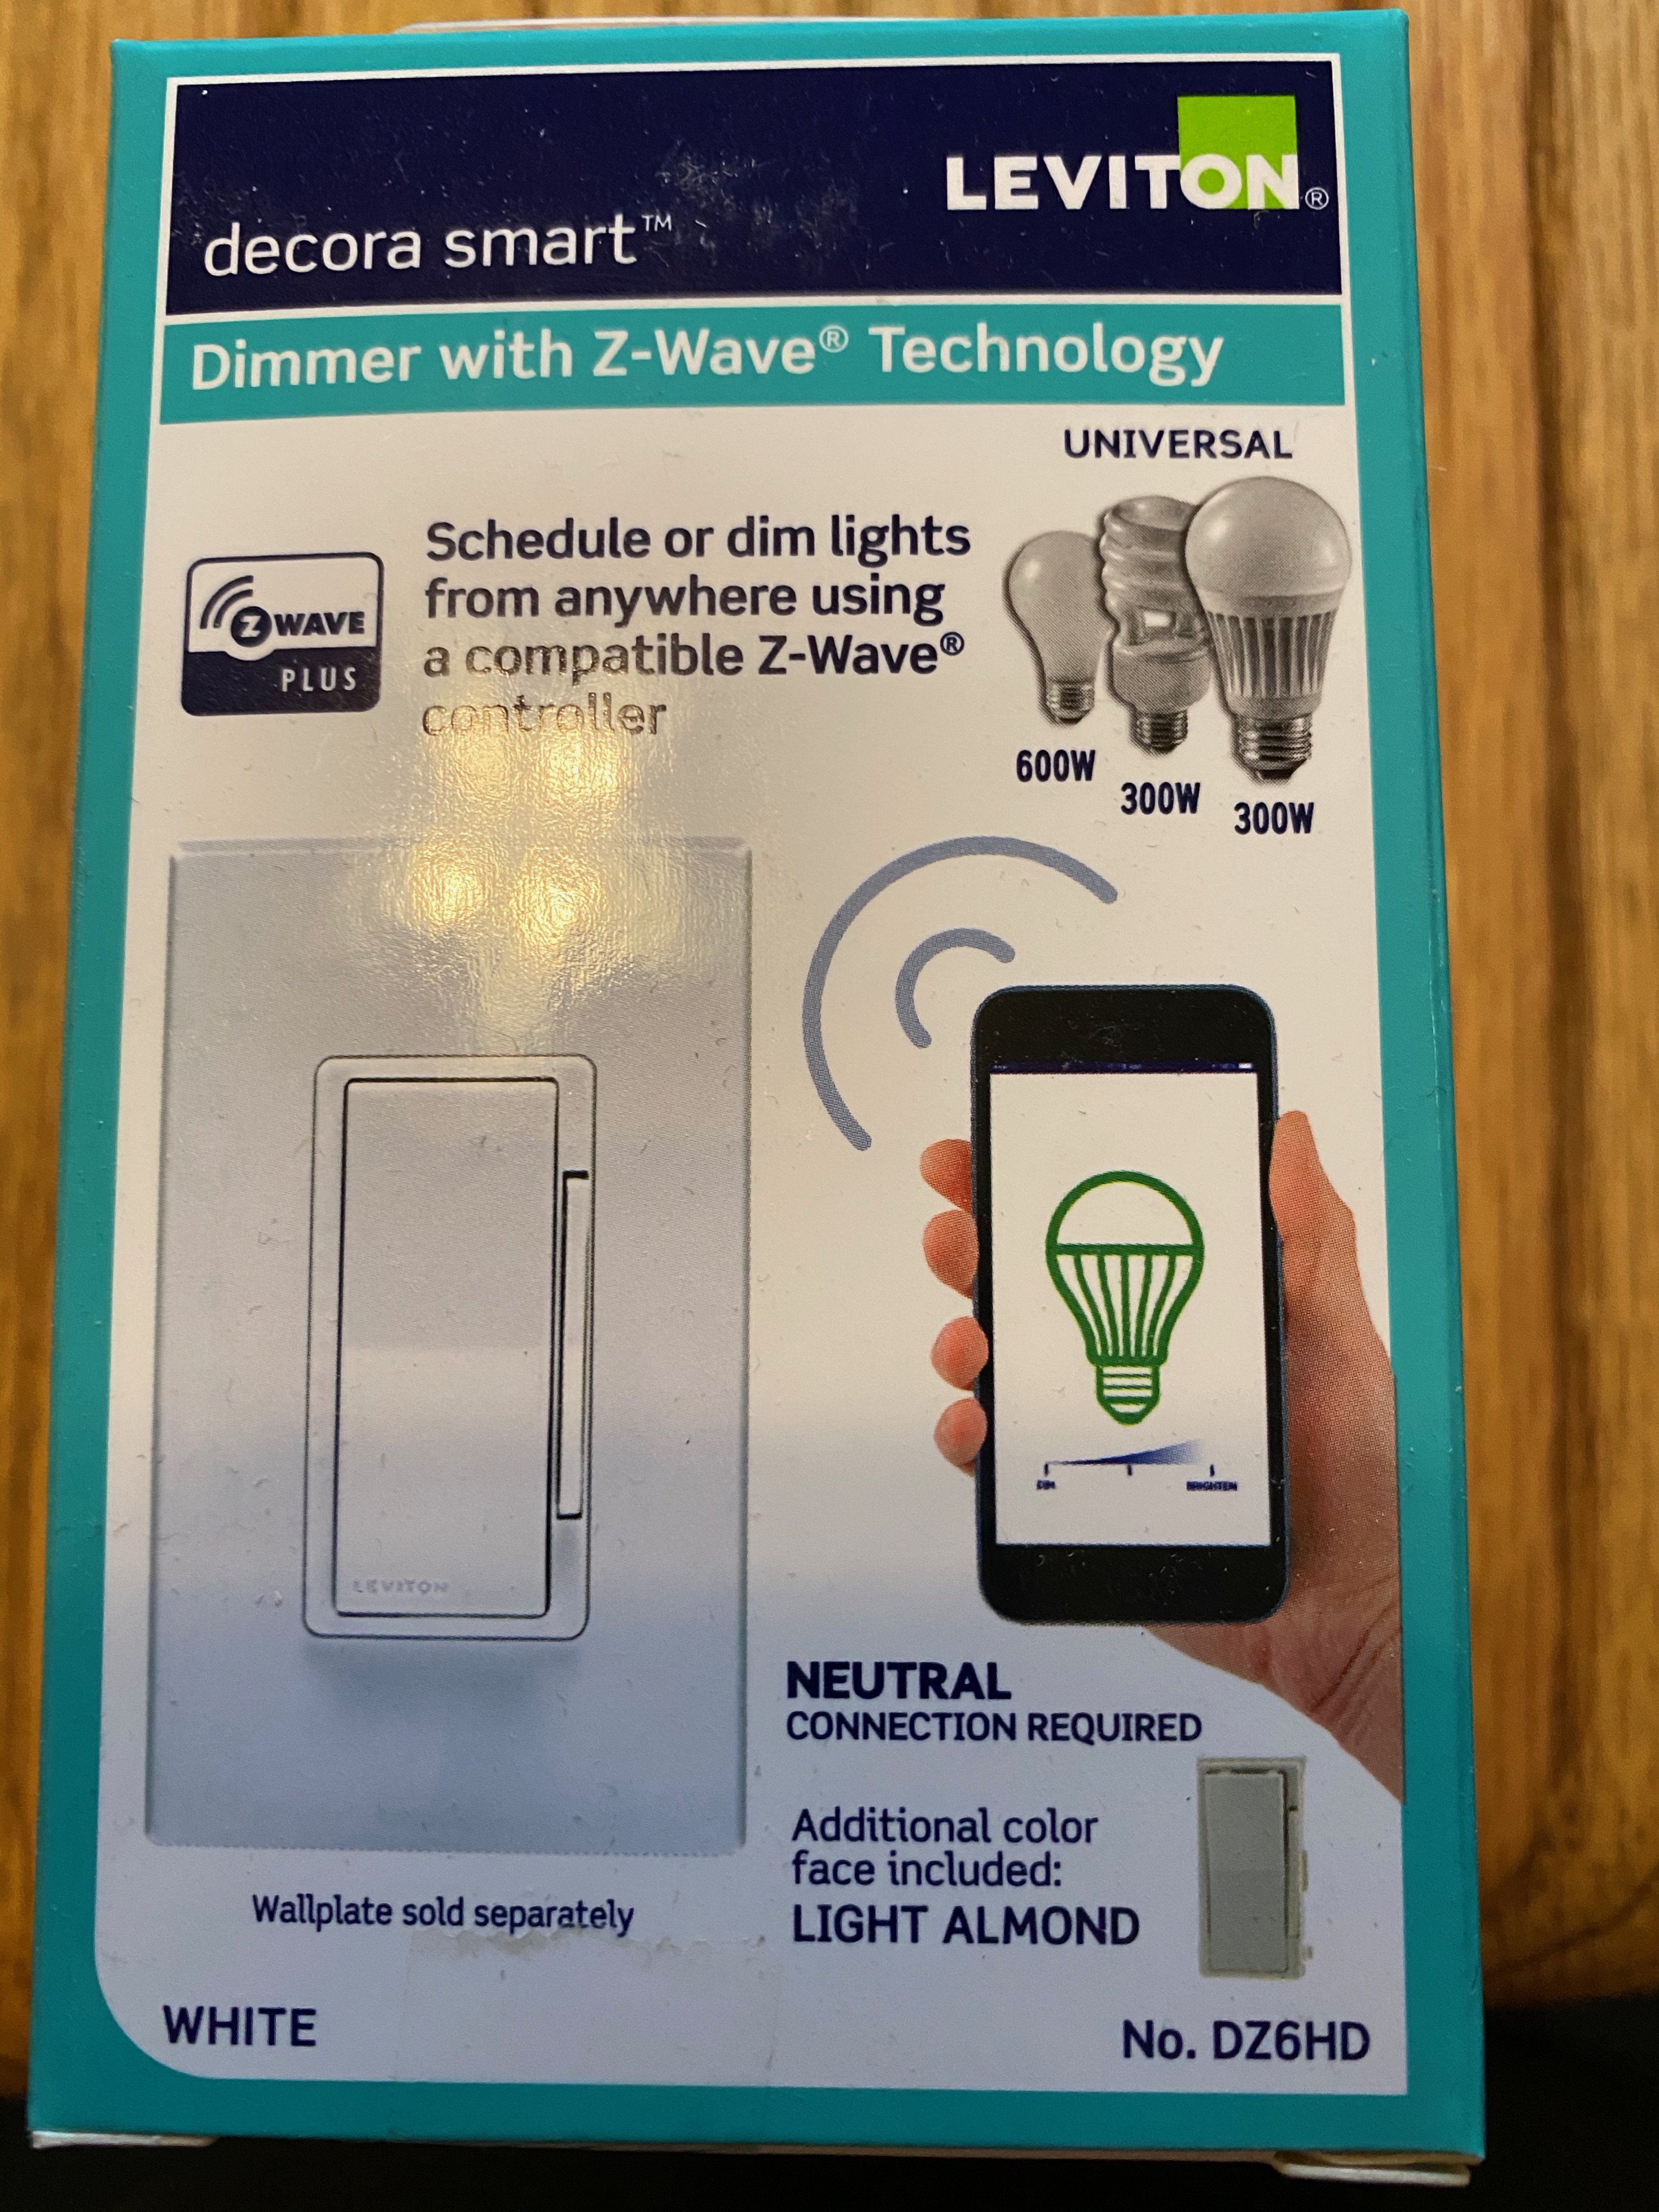 LEVITON®
decora smart™
Dimmer with Z-Wave® Technology
UNIVERSAL
Schedule or dim lights
from anywhere using
a compatible Z-Wave®
controller
Z WAVE
PLUS
600W
300W
300W
DIM
BRIGHTEN
LEVITON
NEUTRAL
CONNECTION REQUIRED
Additional color
face included:
LIGHT ALMOND
Wallplate sold separately
WHITE
No. DZ6HD